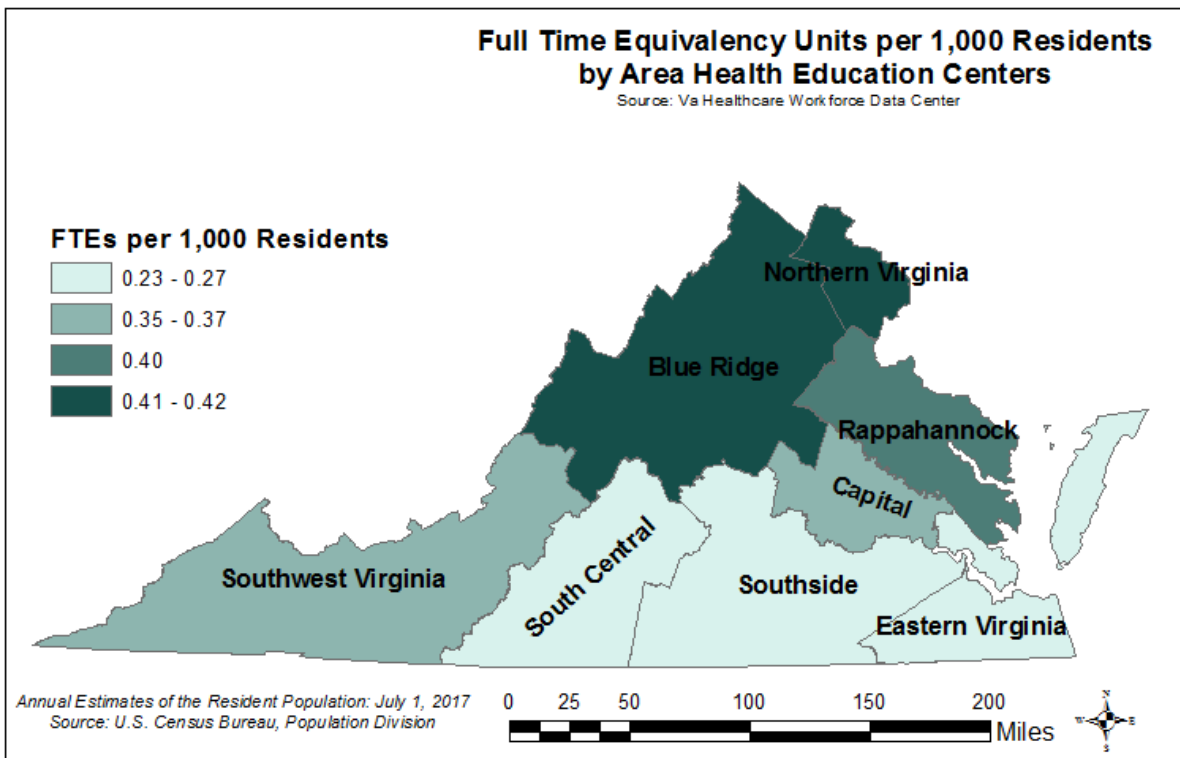 Full Time Equivalency Units per 1,000 Residents
by Area Health Education Centers
Source: Va Healthcare Workforce Data Center
FTEs per 1,000 Residents
0.23 - 0.27
0.35 - 0.37
0.40
0.41 - 0.42
Northern Virginia
Blue Ridge
Rappahannock
Capital
South Central
Southwest Virginia
Southside
Eastern Virginia
Annual Estimates of the Resident Population: July 1, 2017
Source: U.S. Census Bureau, Population Division
0 25 50 100 150 200
Miles
N
W E
S